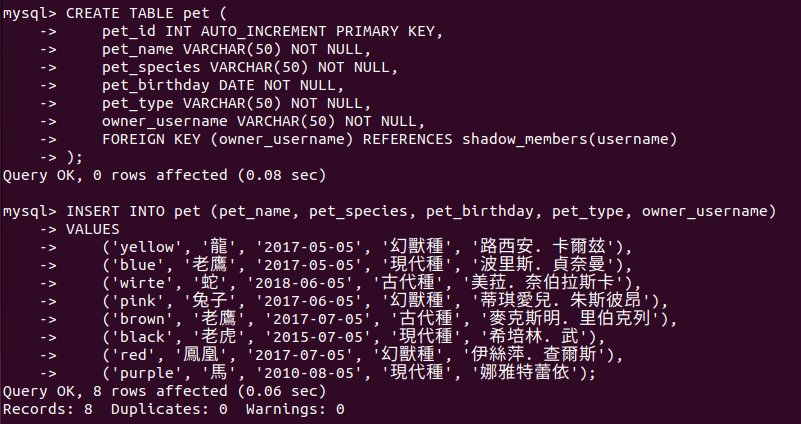 mysql> CREATE TABLE pet (
    ->     pet_id INT AUTO_INCREMENT PRIMARY KEY,
    ->     pet_name VARCHAR(50) NOT NULL,
    ->     pet_species VARCHAR(50) NOT NULL,
    ->     pet_birthday DATE NOT NULL,
    ->     pet_type VARCHAR(50) NOT NULL,
    ->     owner_username VARCHAR(50) NOT NULL,
    ->     FOREIGN KEY (owner_username) REFERENCES shadow_members(username)
    -> );
Query OK, 0 rows affected (0.08 sec)

mysql> INSERT INTO pet (pet_name, pet_species, pet_birthday, pet_type, owner_username)
    -> VALUES
    ->     ('yellow', '龍', '2017-05-05', '幻獸種', '路西安．卡爾茲'),
    ->     ('blue', '老鷹', '2017-05-05', '現代種', '波里斯．貞奈曼'),
    ->     ('wirte', '蛇', '2018-06-05', '古代種', '美菈．奈伯拉斯卡'),
    ->     ('pink', '兔子', '2017-06-05', '幻獸種', '蒂琪愛兒．朱斯彼昂'),
    ->     ('brown', '老鷹', '2017-07-05', '古代種', '麥克斯明．里伯克列'),
    ->     ('black', '老虎', '2015-07-05', '現代種', '希培林．武'),
    ->     ('red', '鳳凰', '2017-07-05', '幻獸種', '伊絲萍．查爾斯'),
    ->     ('purple', '馬', '2010-08-05', '現代種', '娜雅特蕾依');
Query OK, 8 rows affected (0.06 sec)
Records: 8  Duplicates: 0  Warnings: 0